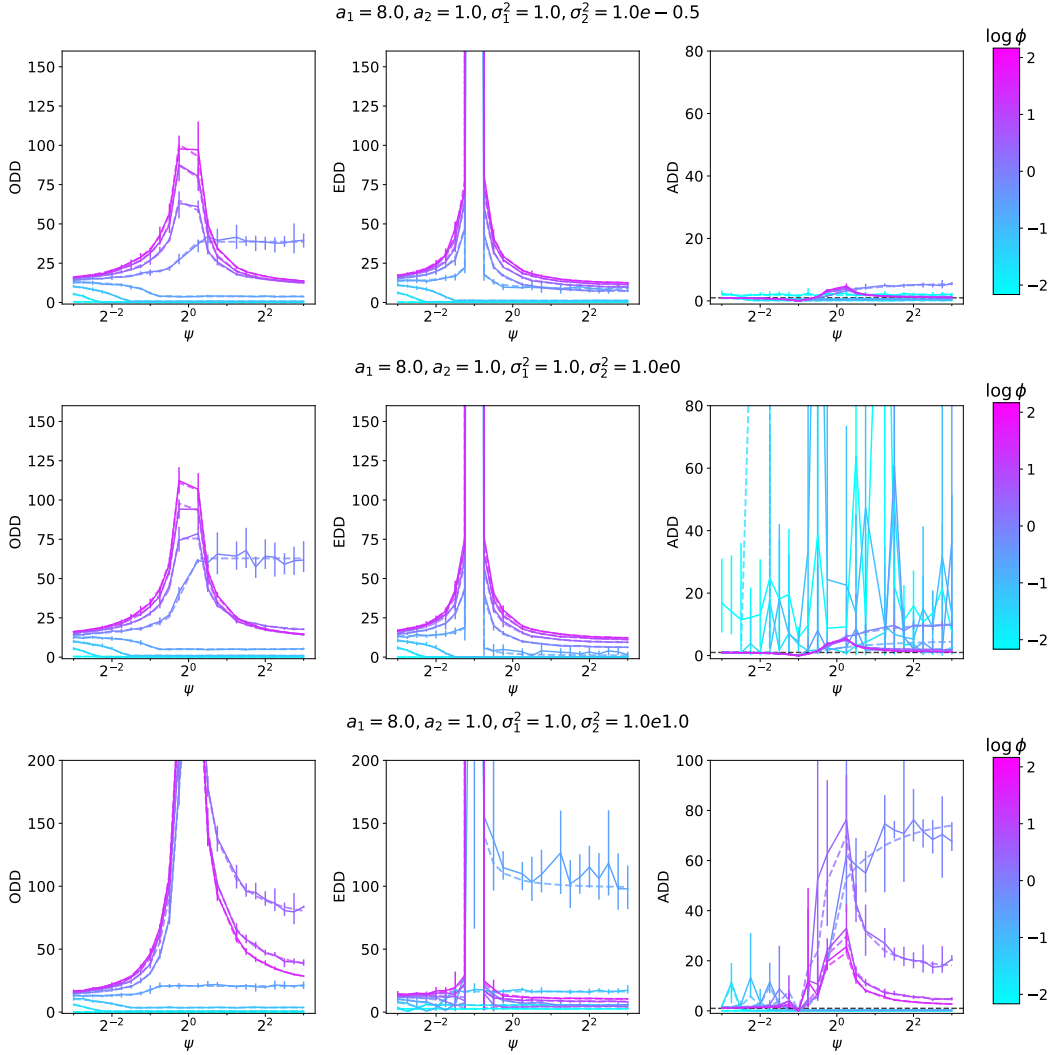 a₁ = 8.0, a₂ = 1.0, σ₁² = 1.0, σ₂² = 1.0e − 0.5
log ϕ
ODD
0 25 50 75 100 125 150
2⁻² 2⁰ 2²
ψ
EDD
0 25 50 75 100 125 150
2⁻² 2⁰ 2²
ψ
ADD
0 20 40 60 80
2⁻² 2⁰ 2²
ψ
2 1 0 −1 −2
a₁ = 8.0, a₂ = 1.0, σ₁² = 1.0, σ₂² = 1.0e0
log ϕ
ODD
0 25 50 75 100 125 150
2⁻² 2⁰ 2²
ψ
EDD
0 25 50 75 100 125 150
2⁻² 2⁰ 2²
ψ
ADD
0 20 40 60 80
2⁻² 2⁰ 2²
ψ
2 1 0 −1 −2
a₁ = 8.0, a₂ = 1.0, σ₁² = 1.0, σ₂² = 1.0e1.0
log ϕ
ODD
0 50 100 150 200
2⁻² 2⁰ 2²
ψ
EDD
0 50 100 150 200
2⁻² 2⁰ 2²
ψ
ADD
0 20 40 60 80 100
2⁻² 2⁰ 2²
ψ
2 1 0 −1 −2